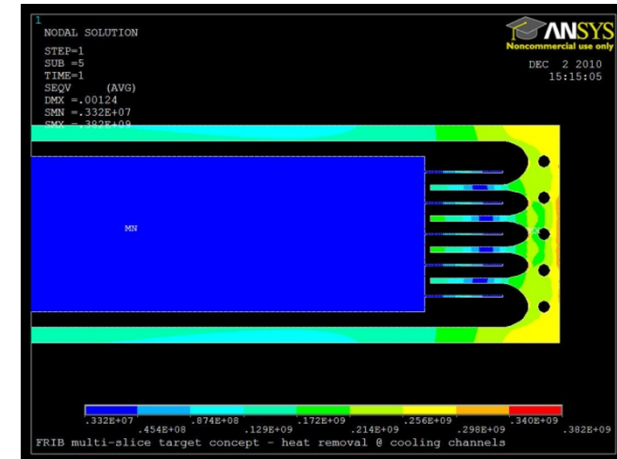 1
NODAL SOLUTION
STEP=1
SUB =5
TIME=1
SEQV (AVG)
DMX =.00124
SMN =.332E+07
SMX =.382E+09
ANSYS
Noncommercial use only
DEC 2 2010
15:15:05
MN
.332E+07 .874E+08 .172E+09 .256E+09 .340E+09
.454E+08 .129E+09 .214E+09 .298E+09 .382E+09
FRIB multi-slice target concept - heat removal @ cooling channels